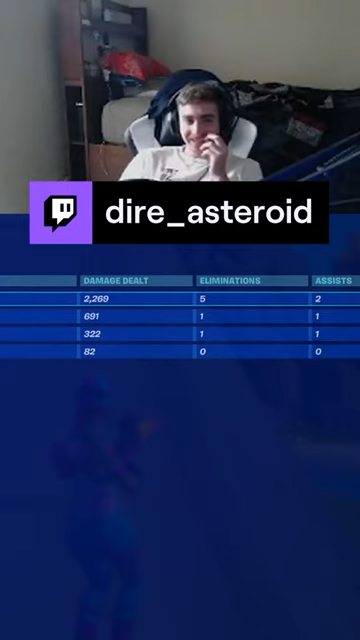 dire_asteroid
DAMAGE DEALT ELIMINATIONS ASSISTS
2,269 5 2
691 1 1
322 1 1
82 0 0